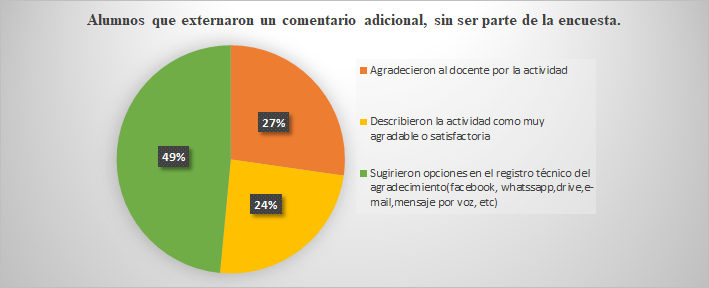 Alumnos que externaron un comentario adicional, sin ser parte de la encuesta.
27%
49%
24%
Agradecieron al docente por la actividad
Describieron la actividad como muy
agradable o satisfactoria
Sugirieron opciones en el registro técnico del
agradecimiento(facebook, whatssapp,drive,e-
mail,mensaje por voz, etc)